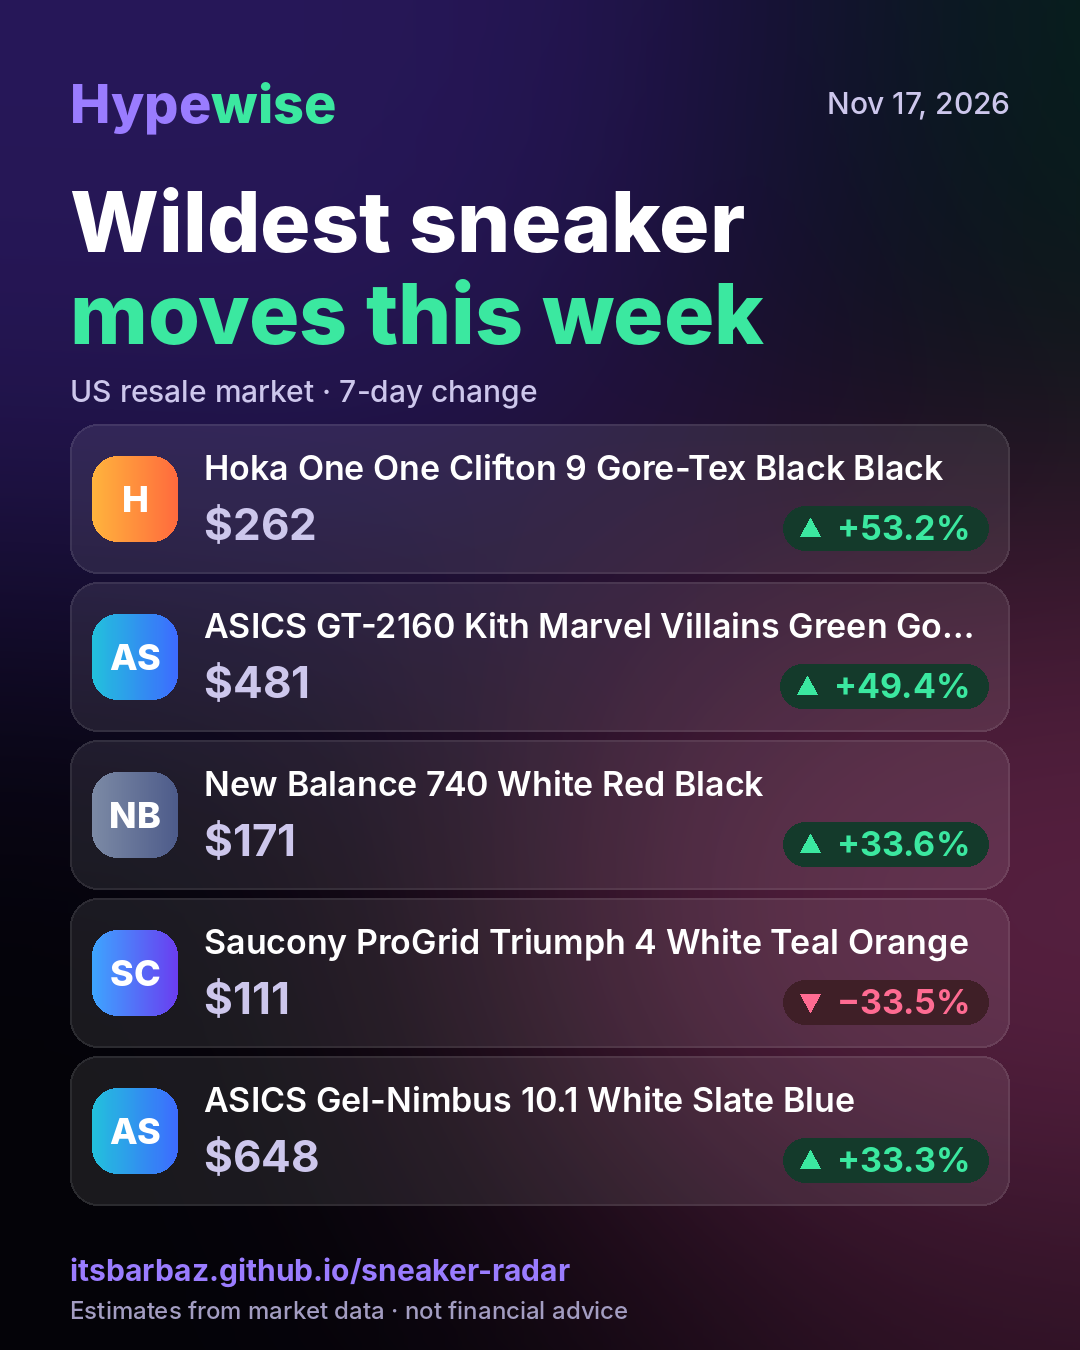 Hypewise
Nov 17, 2026
Wildest sneaker
moves this week
US resale market · 7-day change
H
Hoka One One Clifton 9 Gore-Tex Black Black
$262
▲ +53.2%
AS
ASICS GT-2160 Kith Marvel Villains Green Go...
$481
▲ +49.4%
NB
New Balance 740 White Red Black
$171
▲ +33.6%
SC
Saucony ProGrid Triumph 4 White Teal Orange
$111
▼ −33.5%
AS
ASICS Gel-Nimbus 10.1 White Slate Blue
$648
▲ +33.3%
itsbarbaz.github.io/sneaker-radar
Estimates from market data · not financial advice